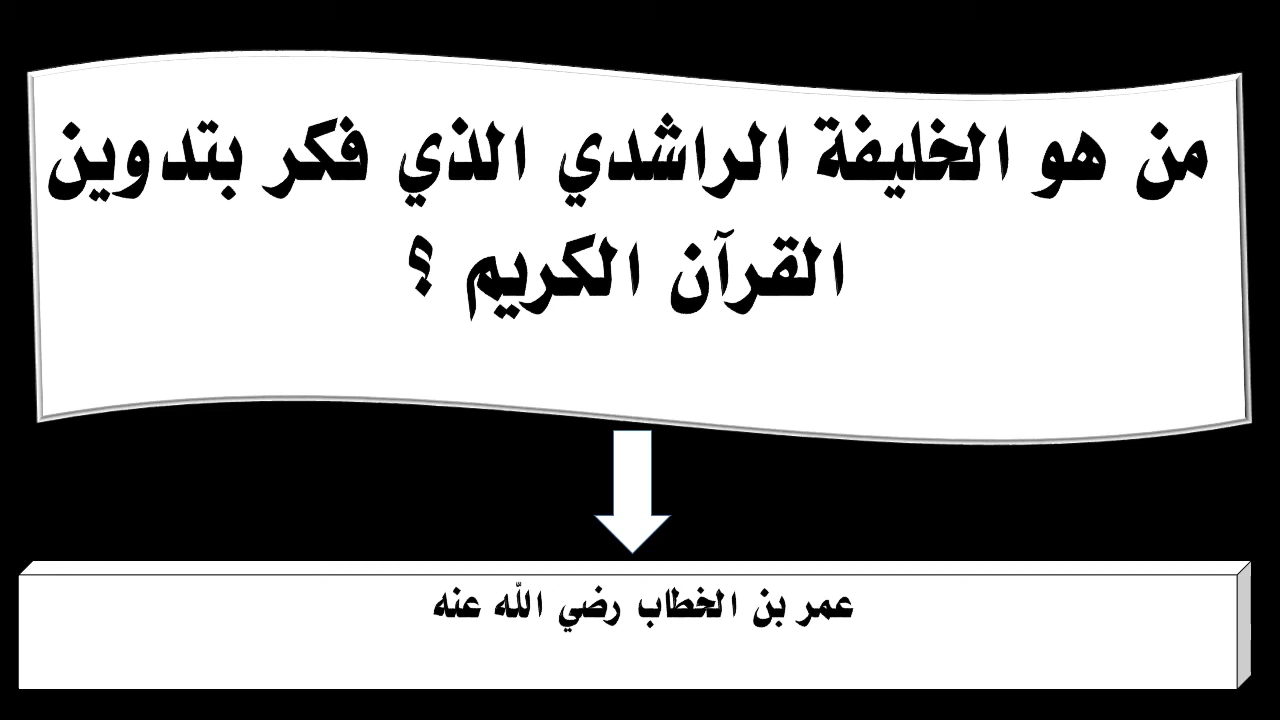 من هو الخليفة الراشدي الذي فكر بتدوين
القرآن الكريم ؟
عمر بن الخطاب رضي الله عنه